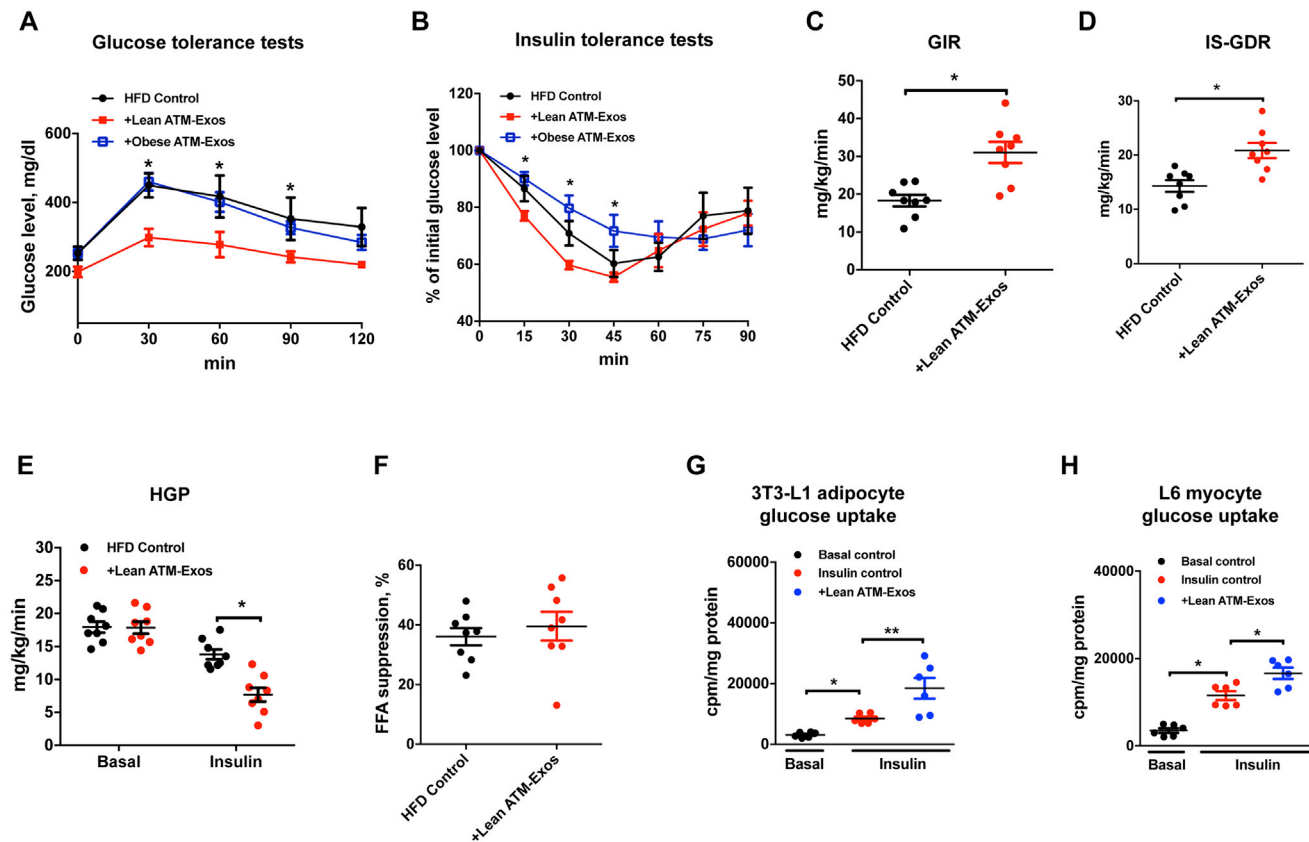 A
Glucose tolerance tests
HFD Control
+Lean ATM-Exos
+Obese ATM-Exos
Glucose level, mg/dl
600
400
200
* * *
0 30 60 90 120
min
B
Insulin tolerance tests
HFD Control
+Lean ATM-Exos
+Obese ATM-Exos
% of initial glucose level
120
100
80
60
40
* * *
0 15 30 45 60 75 90
min
C
GIR
mg/kg/min
50
40
30
20
10
0
*
HFD Control
+Lean ATM-Exos
D
IS-GDR
mg/kg/min
30
20
10
0
*
HFD Control
+Lean ATM-Exos
E
HGP
HFD Control
+Lean ATM-Exos
mg/kg/min
30
25
20
15
10
5
0
*
Basal Insulin
F
FFA suppression, %
60
40
20
0
HFD Control
+Lean ATM-Exos
G
3T3-L1 adipocyte
glucose uptake
Basal control
Insulin control
+Lean ATM-Exos
cpm/mg protein
60000
40000
20000
0
* **
Basal Insulin
H
L6 myocyte
glucose uptake
Basal control
Insulin control
+Lean ATM-Exos
cpm/mg protein
40000
20000
0
* *
Basal Insulin